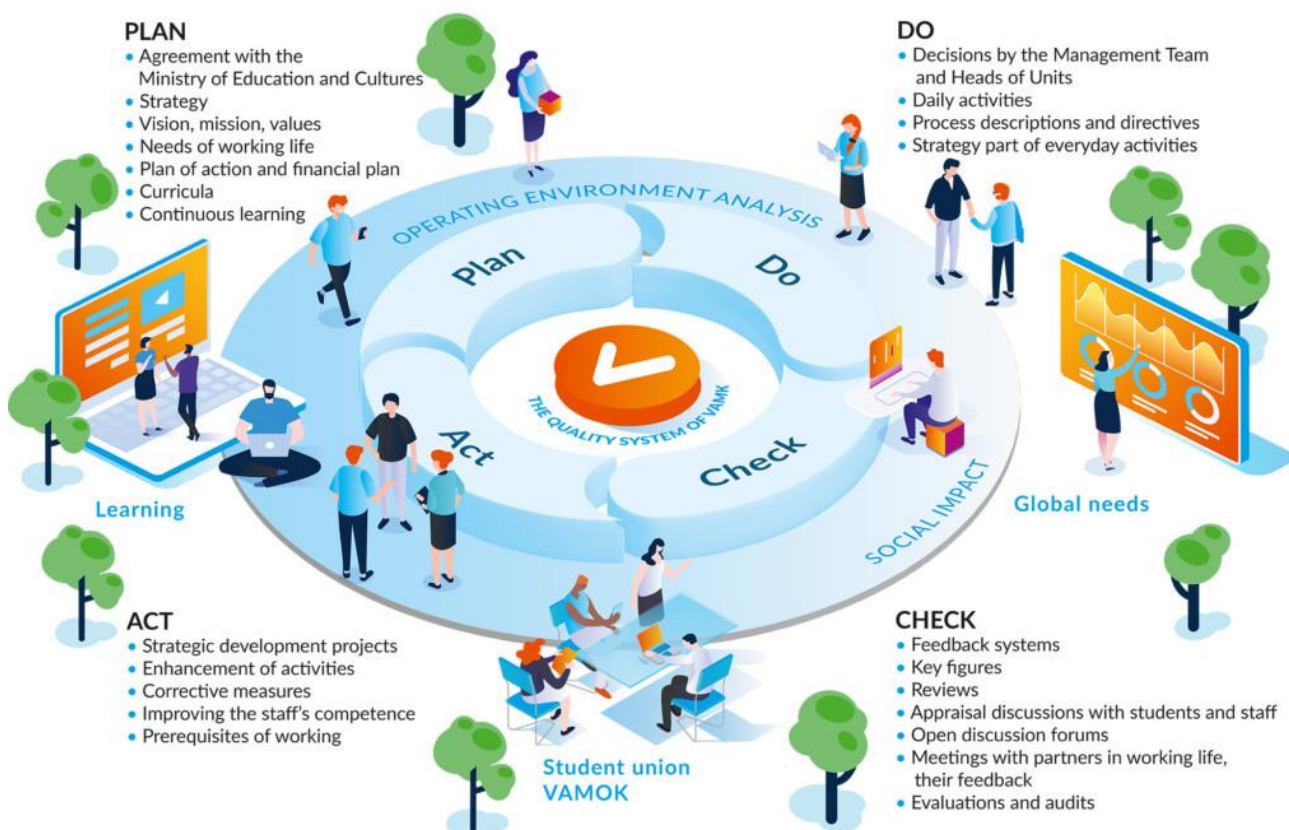 PLAN
• Agreement with the
Ministry of Education and Cultures
• Strategy
• Vision, mission, values
• Needs of working life
• Plan of action and financial plan
• Curricula
• Continuous learning
DO
• Decisions by the Management Team
and Heads of Units
• Daily activities
• Process descriptions and directives
• Strategy part of everyday activities
OPERATING ENVIRONMENT ANALYSIS
Plan
Do
THE QUALITY SYSTEM OF VAMK
Act
Check
SOCIAL IMPACT
Learning
Global needs
ACT
• Strategic development projects
• Enhancement of activities
• Corrective measures
• Improving the staff's competence
• Prerequisites of working
Student union
VAMOK
CHECK
• Feedback systems
• Key figures
• Reviews
• Appraisal discussions with students and staff
• Open discussion forums
• Meetings with partners in working life,
their feedback
• Evaluations and audits